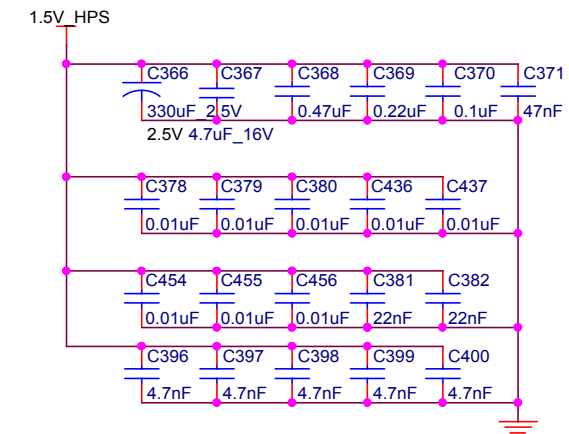 1.5V_HPS
C366 C367 C368 C369 C370 C371
330uF_2.5V 0.47uF 0.22uF 0.1uF 47nF
2.5V 4.7uF_16V
C378 C379 C380 C436 C437
0.01uF 0.01uF 0.01uF 0.01uF 0.01uF
C454 C455 C456 C381 C382
0.01uF 0.01uF 0.01uF 22nF 22nF
C396 C397 C398 C399 C400
4.7nF 4.7nF 4.7nF 4.7nF 4.7nF